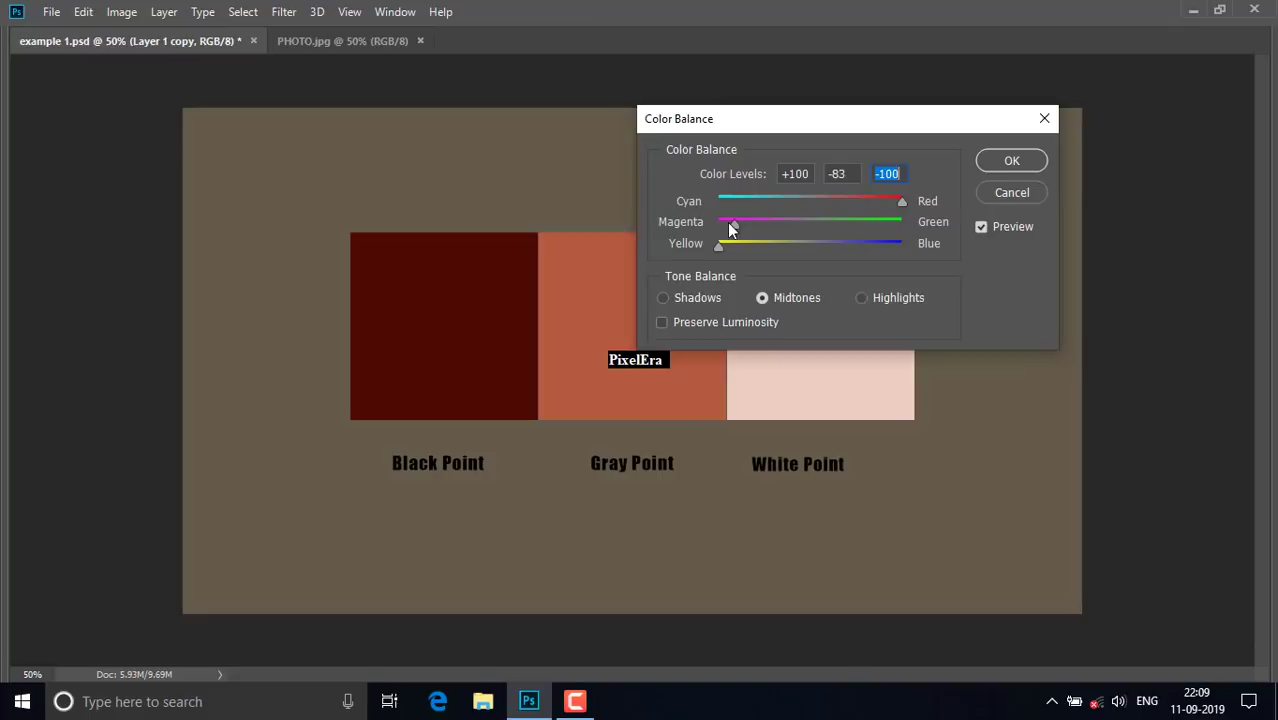 Ps File Edit Image Layer Type Select Filter 3D View Window Help
example 1.psd @ 50% (Layer 1 copy, RGB/8) * PHOTO.jpg @ 50% (RGB/8)
Color Balance
Color Balance
Color Levels: +100 -83 -100
OK
Cyan Red
Cancel
Magenta Green
Preview
Yellow Blue
Tone Balance
Shadows Midtones Highlights
Preserve Luminosity
PixelEra
Black Point Gray Point White Point
50% Doc: 5.93M/9.69M
Type here to search
Ps
ENG
22:09
11-09-2019